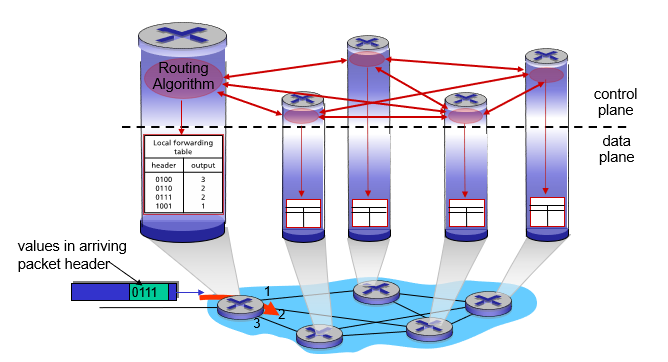 Routing
Algorithm
control
plane
data
plane
Local forwarding
table
header output
0100 3
0110 2
0111 2
1001 1
values in arriving
packet header
0111
1
2
3